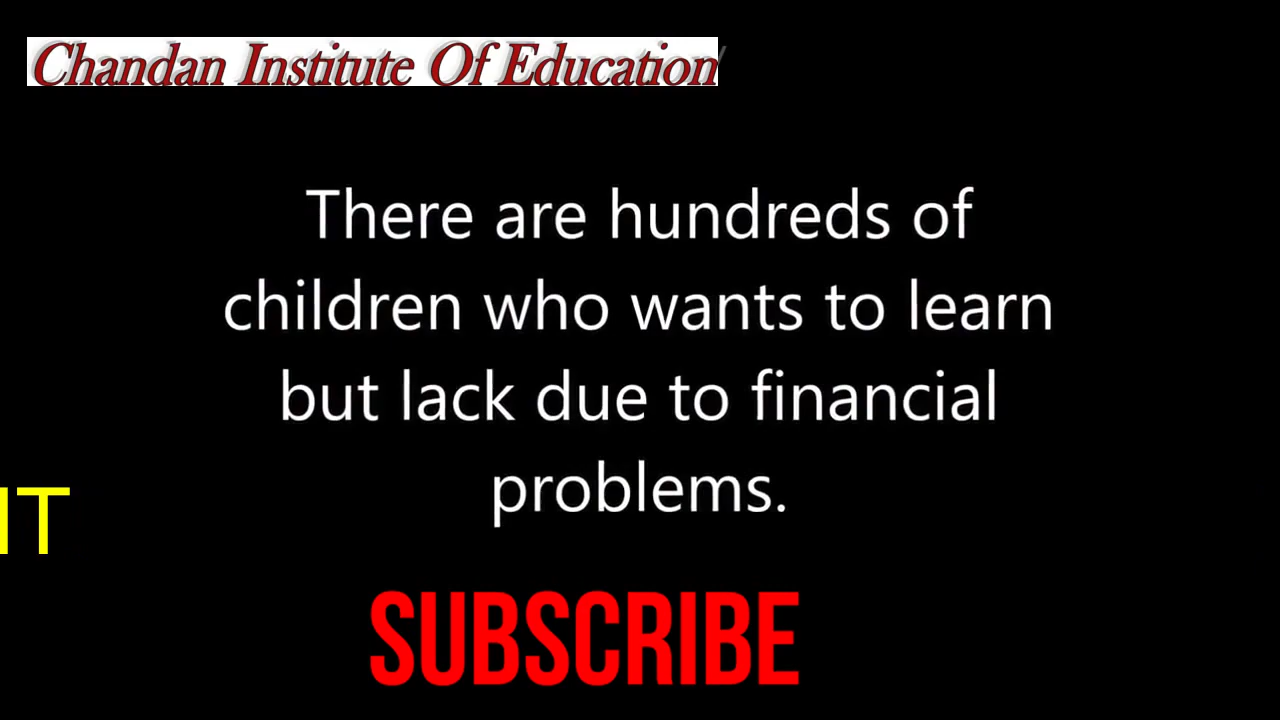 Chandan Institute Of Education
There are hundreds of
children who wants to learn
but lack due to financial
problems.
IT
SUBSCRIBE